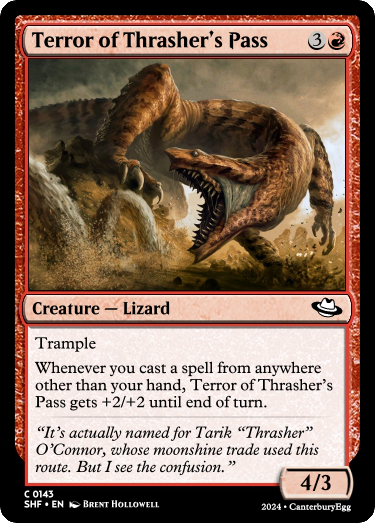 Terror of Thrasher's Pass 3
Creature — Lizard
Trample
Whenever you cast a spell from anywhere
other than your hand, Terror of Thrasher's
Pass gets +2/+2 until end of turn.
“It's actually named for Tarik “Thrasher”
O'Connor, whose moonshine trade used this
route. But I see the confusion.”
4/3
C 0143
SHF • EN Brent Hollowell
2024 • CanterburyEgg